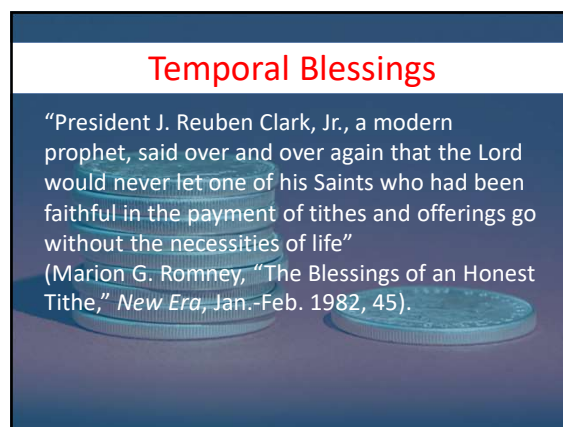 Temporal Blessings
“President J. Reuben Clark, Jr., a modern
prophet, said over and over again that the Lord
would never let one of his Saints who had been
faithful in the payment of tithes and offerings go
without the necessities of life”
(Marion G. Romney, “The Blessings of an Honest
Tithe,” New Era, Jan.-Feb. 1982, 45).